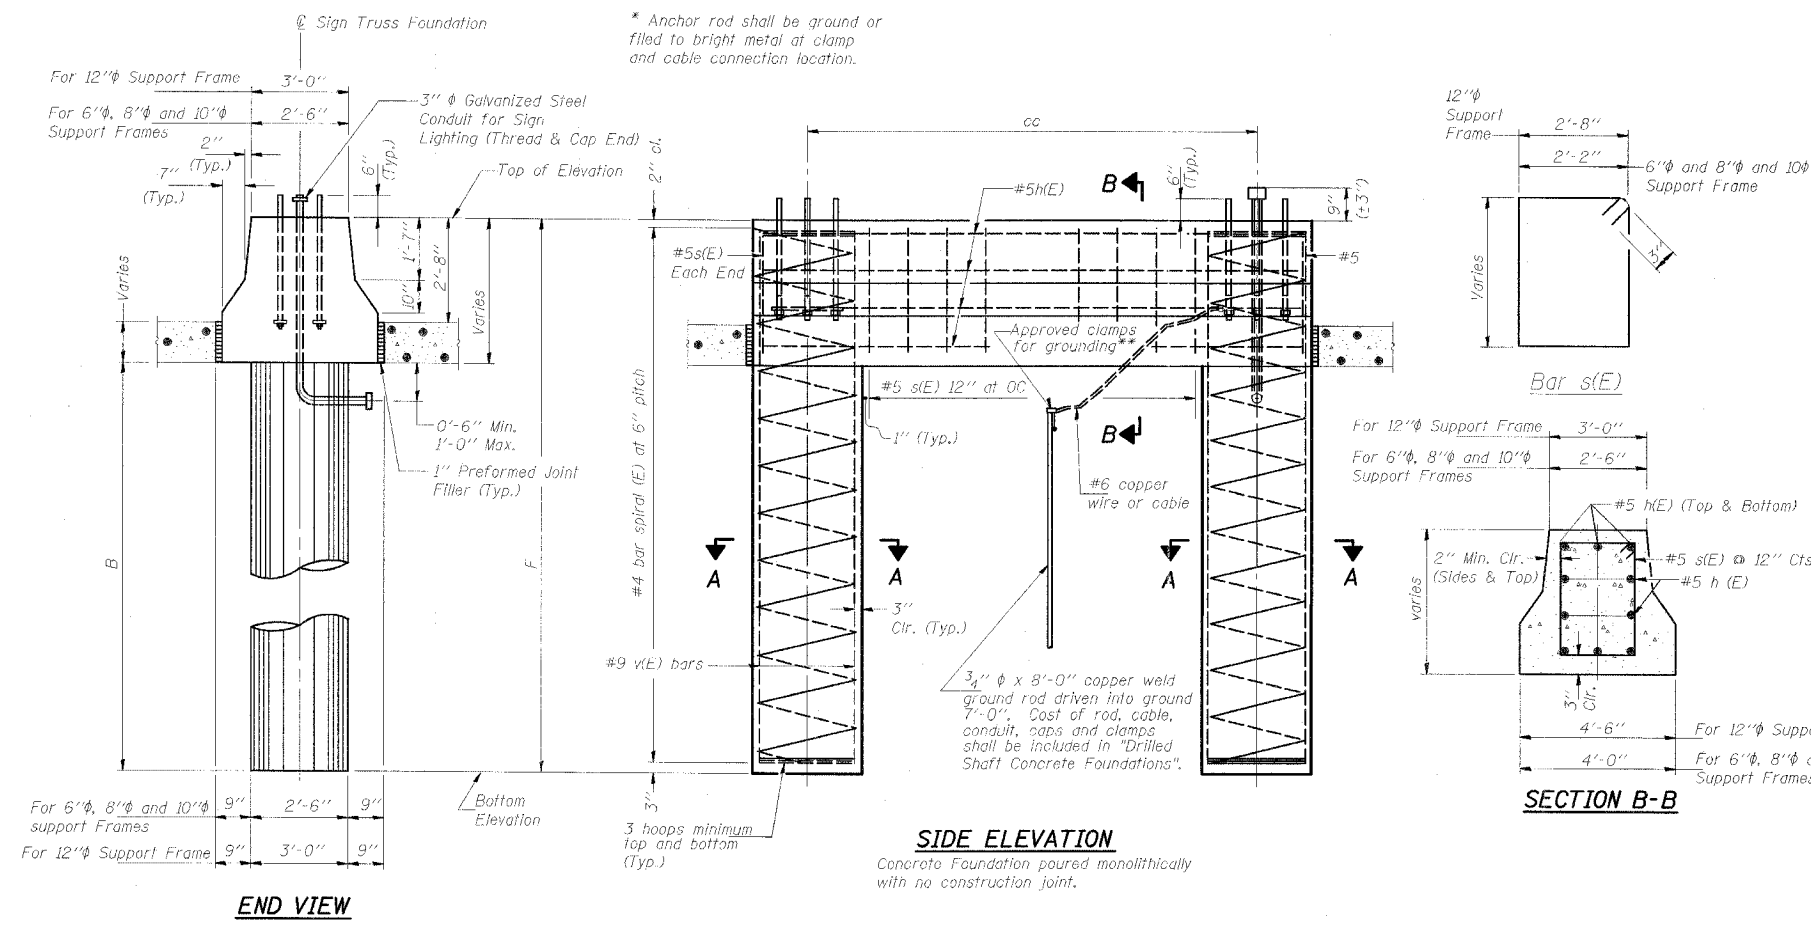 ℄ Sign Truss Foundation
* Anchor rod shall be ground or
filed to bright metal at clamp
and cable connection location.
For 12"ϕ Support Frame
3'-0"
For 6"ϕ, 8"ϕ and 10"ϕ
Support Frames
2'-6"
2"
(Typ.)
7"
(Typ.)
3" ϕ Galvanized Steel
Conduit for Sign
Lighting (Thread & Cap End)
6"
(Typ.)
Top of Elevation
Varies
1'-7"
10"
2'-8"
Varies
0'-6" Min.
1'-0" Max.
1" Preformed Joint
Filler (Typ.)
B
F
For 6"ϕ, 8"ϕ and 10"ϕ
support Frames
9"
2'-6"
9"
For 12"ϕ Support Frame
9"
3'-0"
9"
Bottom
Elevation
END VIEW
2" cl.
cc
#5h(E)
B
6"
(Typ.)
9"
(±3")
#5s(E)
Each End
#5
Approved clamps
for grounding**
#5 s(E) 12" at OC
1" (Typ.)
B
#6 copper
wire or cable
#4 bar spiral (E) at 6" pitch
A
A
A
A
3"
Clr. (Typ.)
#9 v(E) bars
3/4" ϕ x 8'-0" copper weld
ground rod driven into ground
7'-0". Cost of rod, cable,
conduit, caps and clamps
shall be included in "Drilled
Shaft Concrete Foundations".
3"
3 hoops minimum
top and bottom
(Typ.)
SIDE ELEVATION
Concrete Foundation poured monolithically
with no construction joint.
12"ϕ
Support
Frame
2'-8"
2'-2"
6"ϕ and 8"ϕ and 10ϕ
Support Frame
Varies
3"
Bar s(E)
For 12"ϕ Support Frame
3'-0"
For 6"ϕ, 8"ϕ and 10"ϕ
Support Frames
2'-6"
#5 h(E) (Top & Bottom)
2" Min. Clr.
(Sides & Top)
#5 s(E) @ 12" Cts
#5 h (E)
varies
3"
Clr.
4'-6"
For 12"ϕ Suppo
4'-0"
For 6"ϕ, 8"ϕ
Support Frames
SECTION B-B